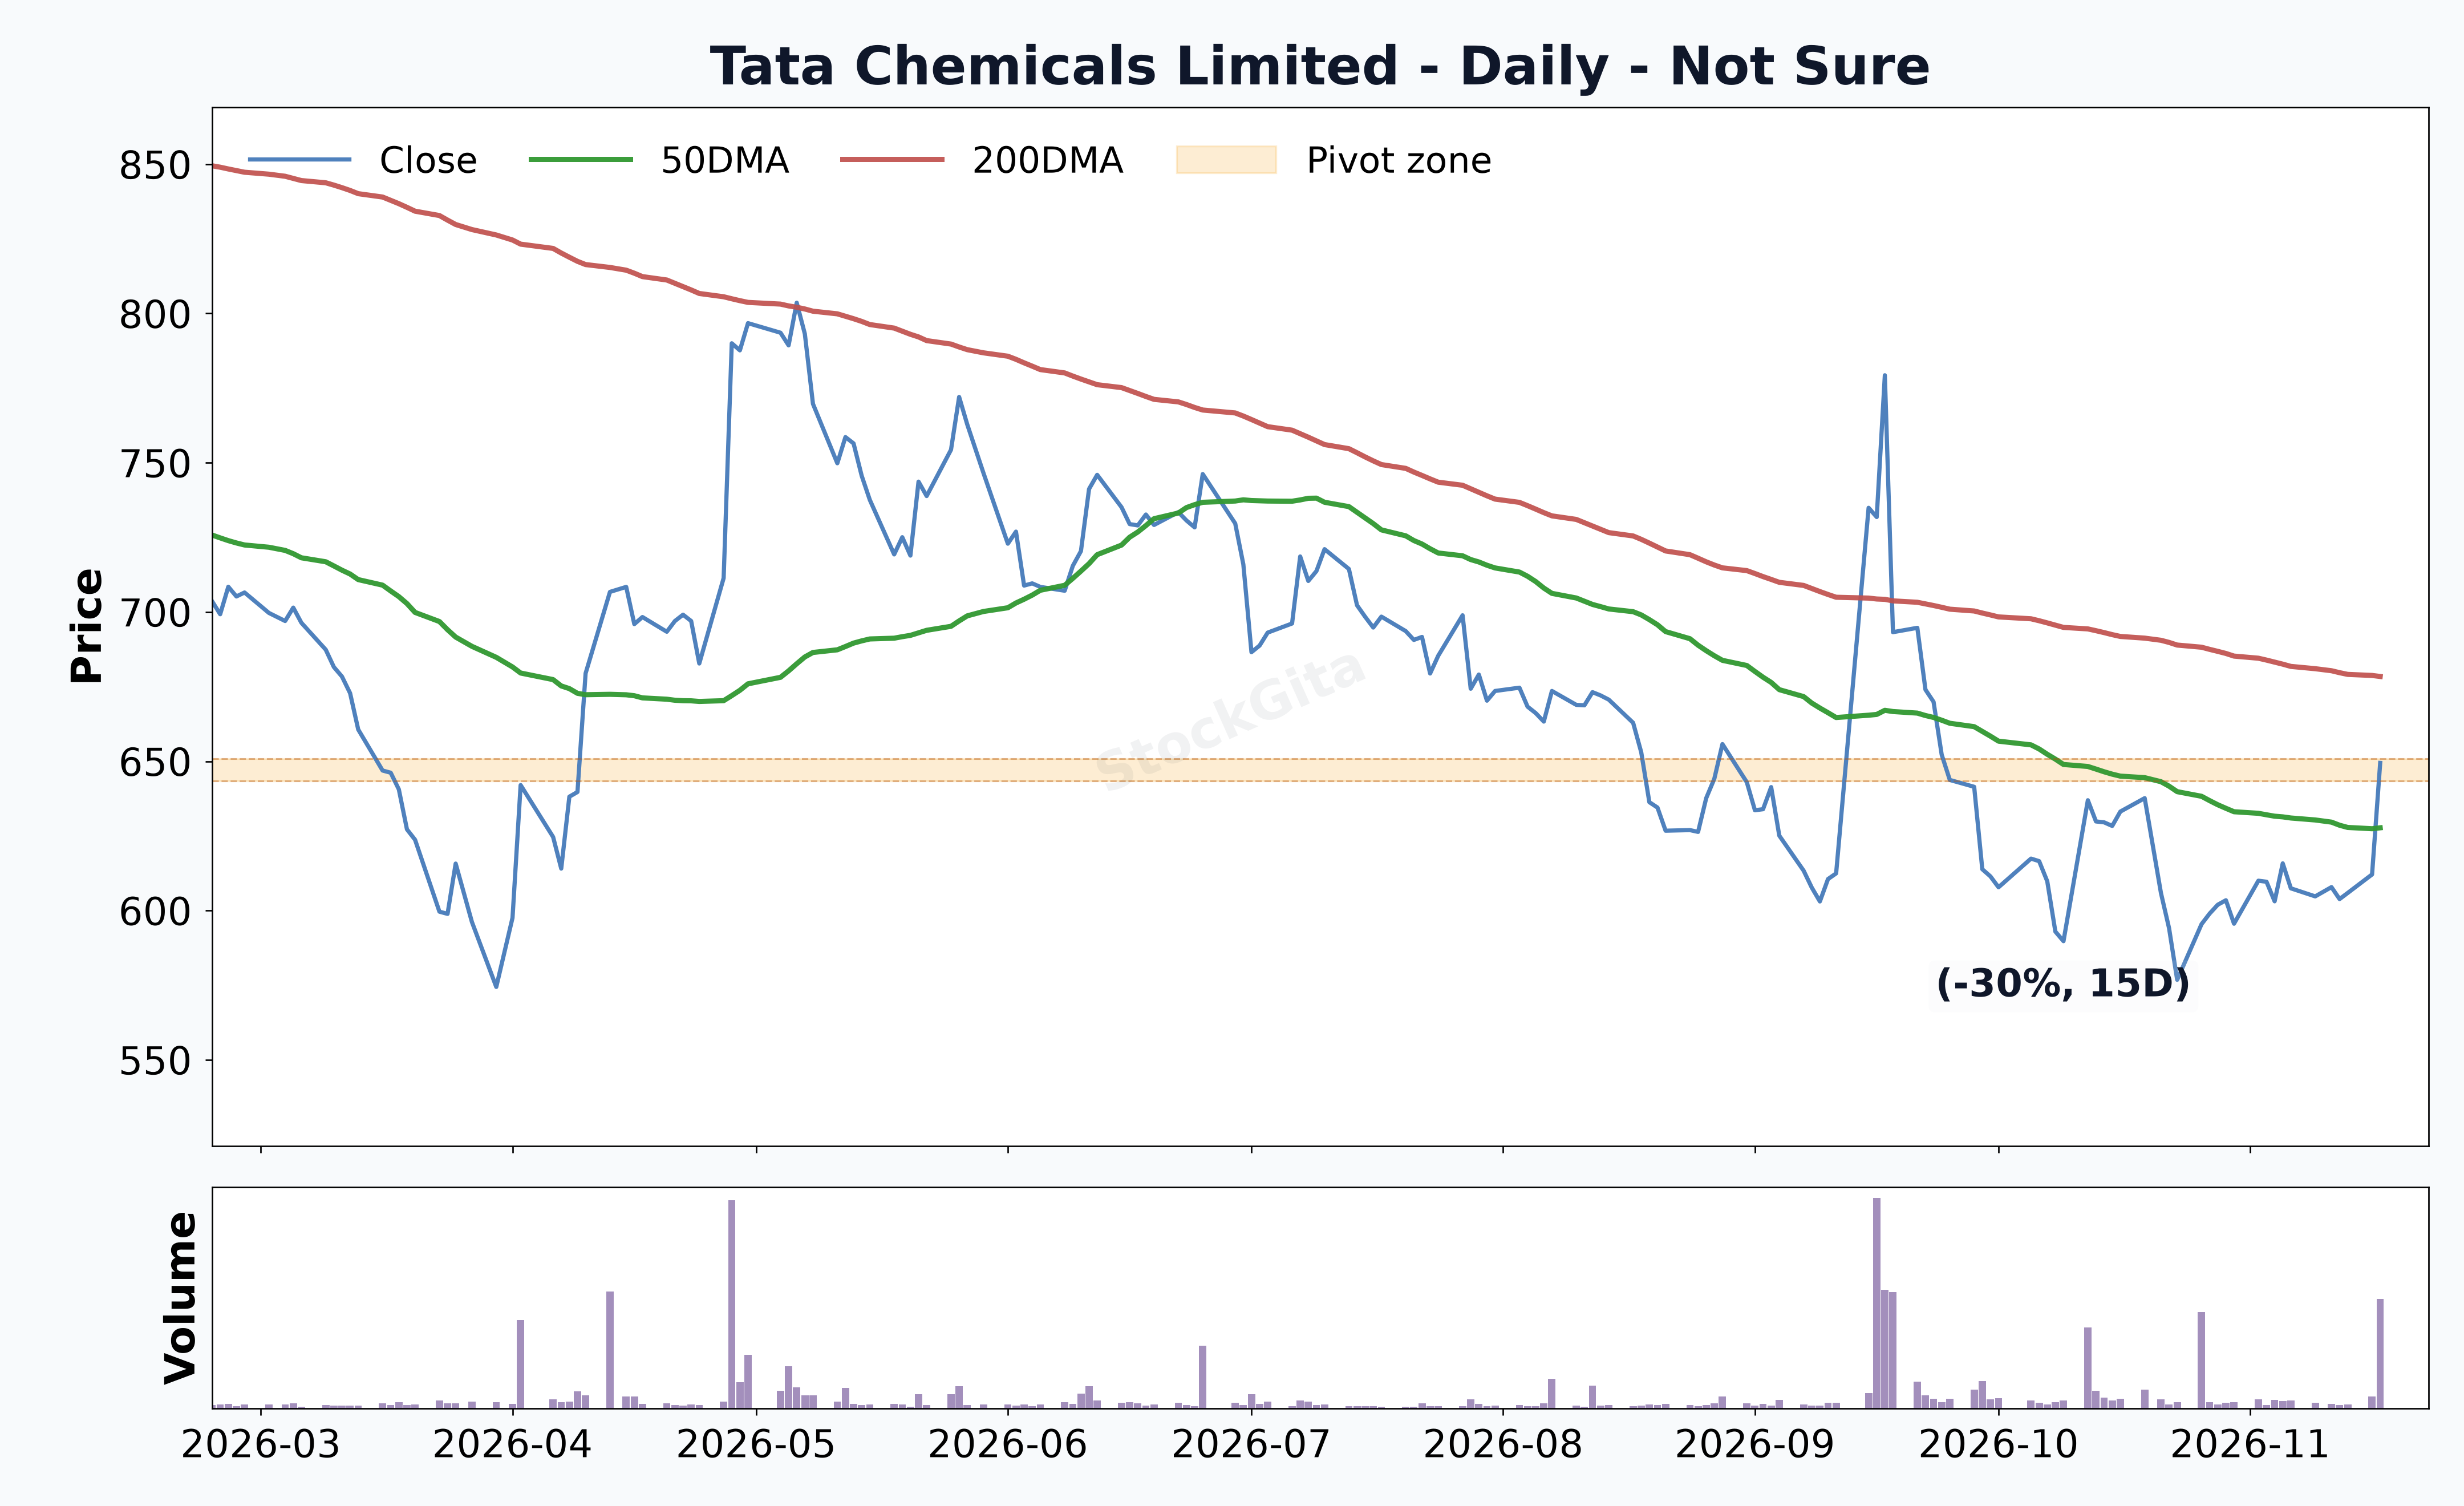 Tata Chemicals Limited - Daily - Not Sure
Close 50DMA 200DMA Pivot zone
Price
850
800
750
700
650
600
550
StockGita
(-30%, 15D)
Volume
2026-03 2026-04 2026-05 2026-06 2026-07 2026-08 2026-09 2026-10 2026-11